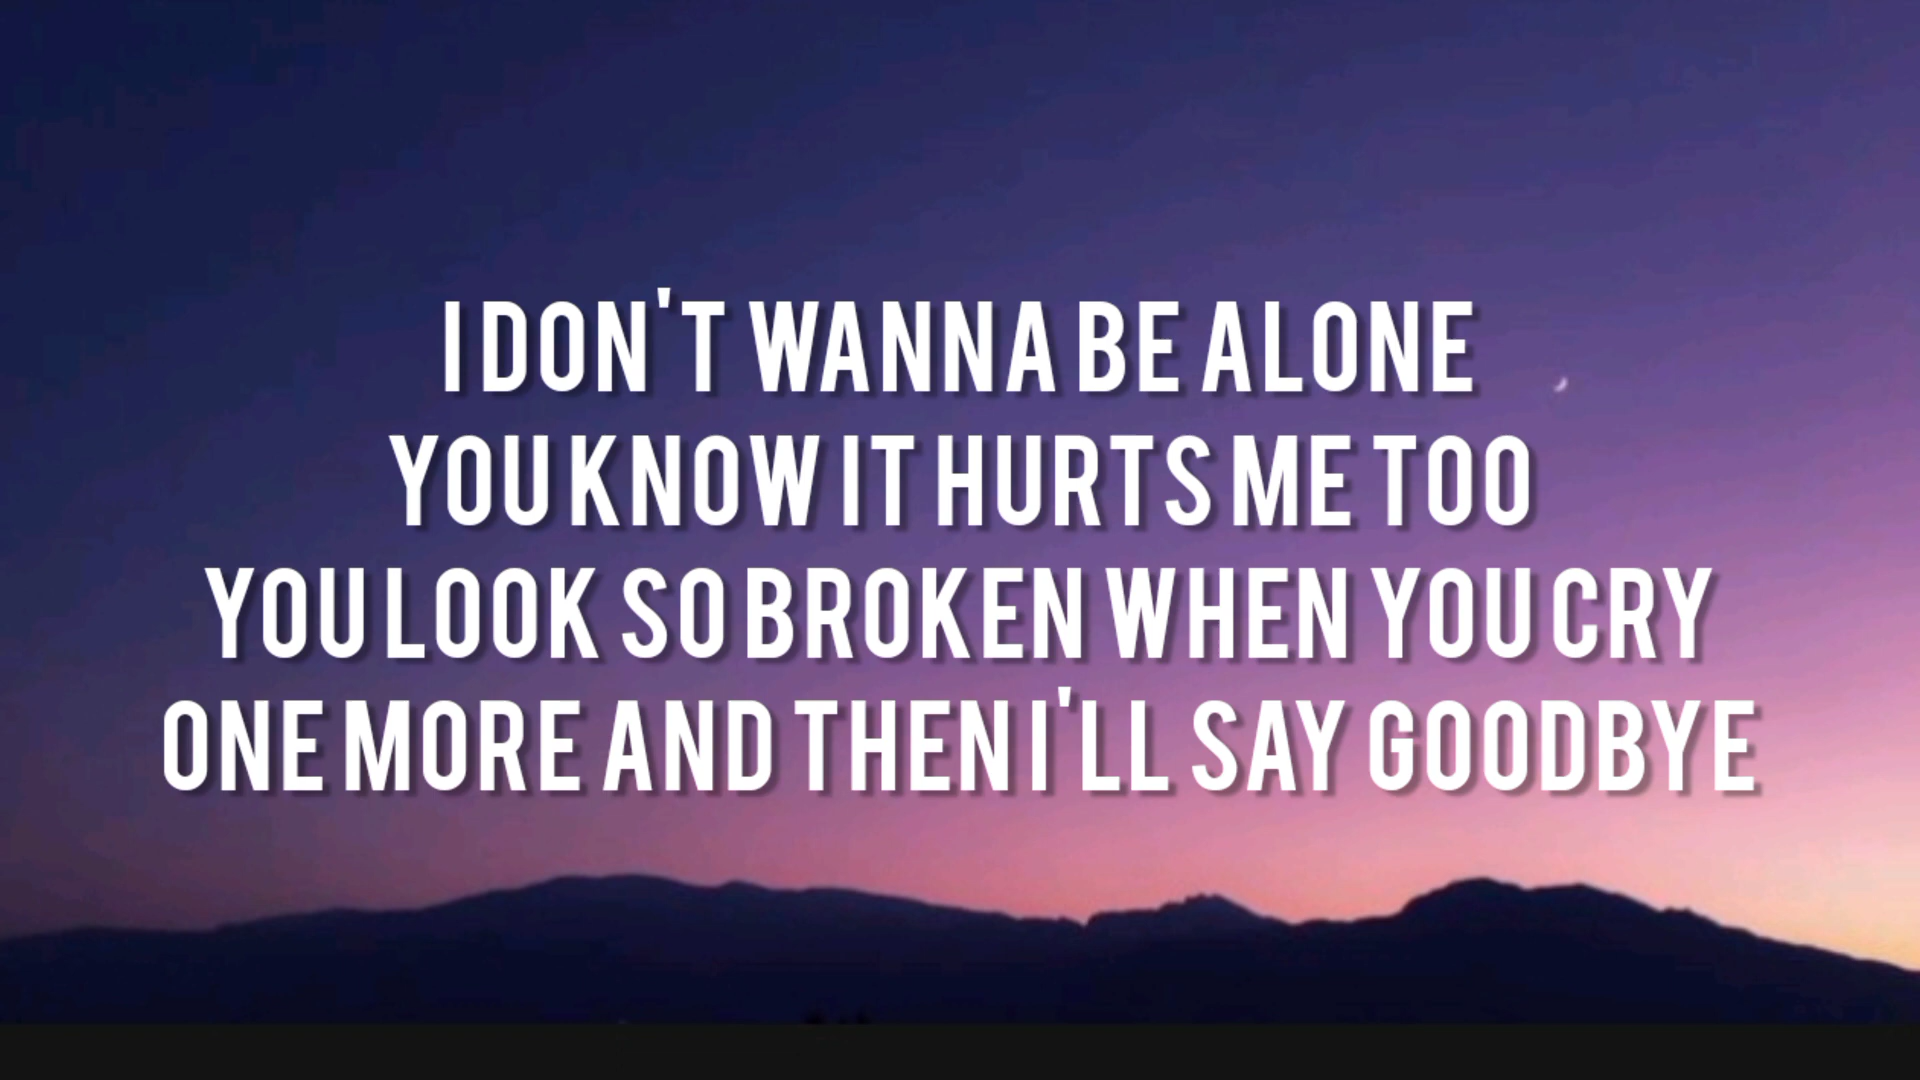 I DON'T WANNA BE ALONE
YOU KNOW IT HURTS ME TOO
YOU LOOK SO BROKEN WHEN YOU CRY
ONE MORE AND THEN I'LL SAY GOODBYE